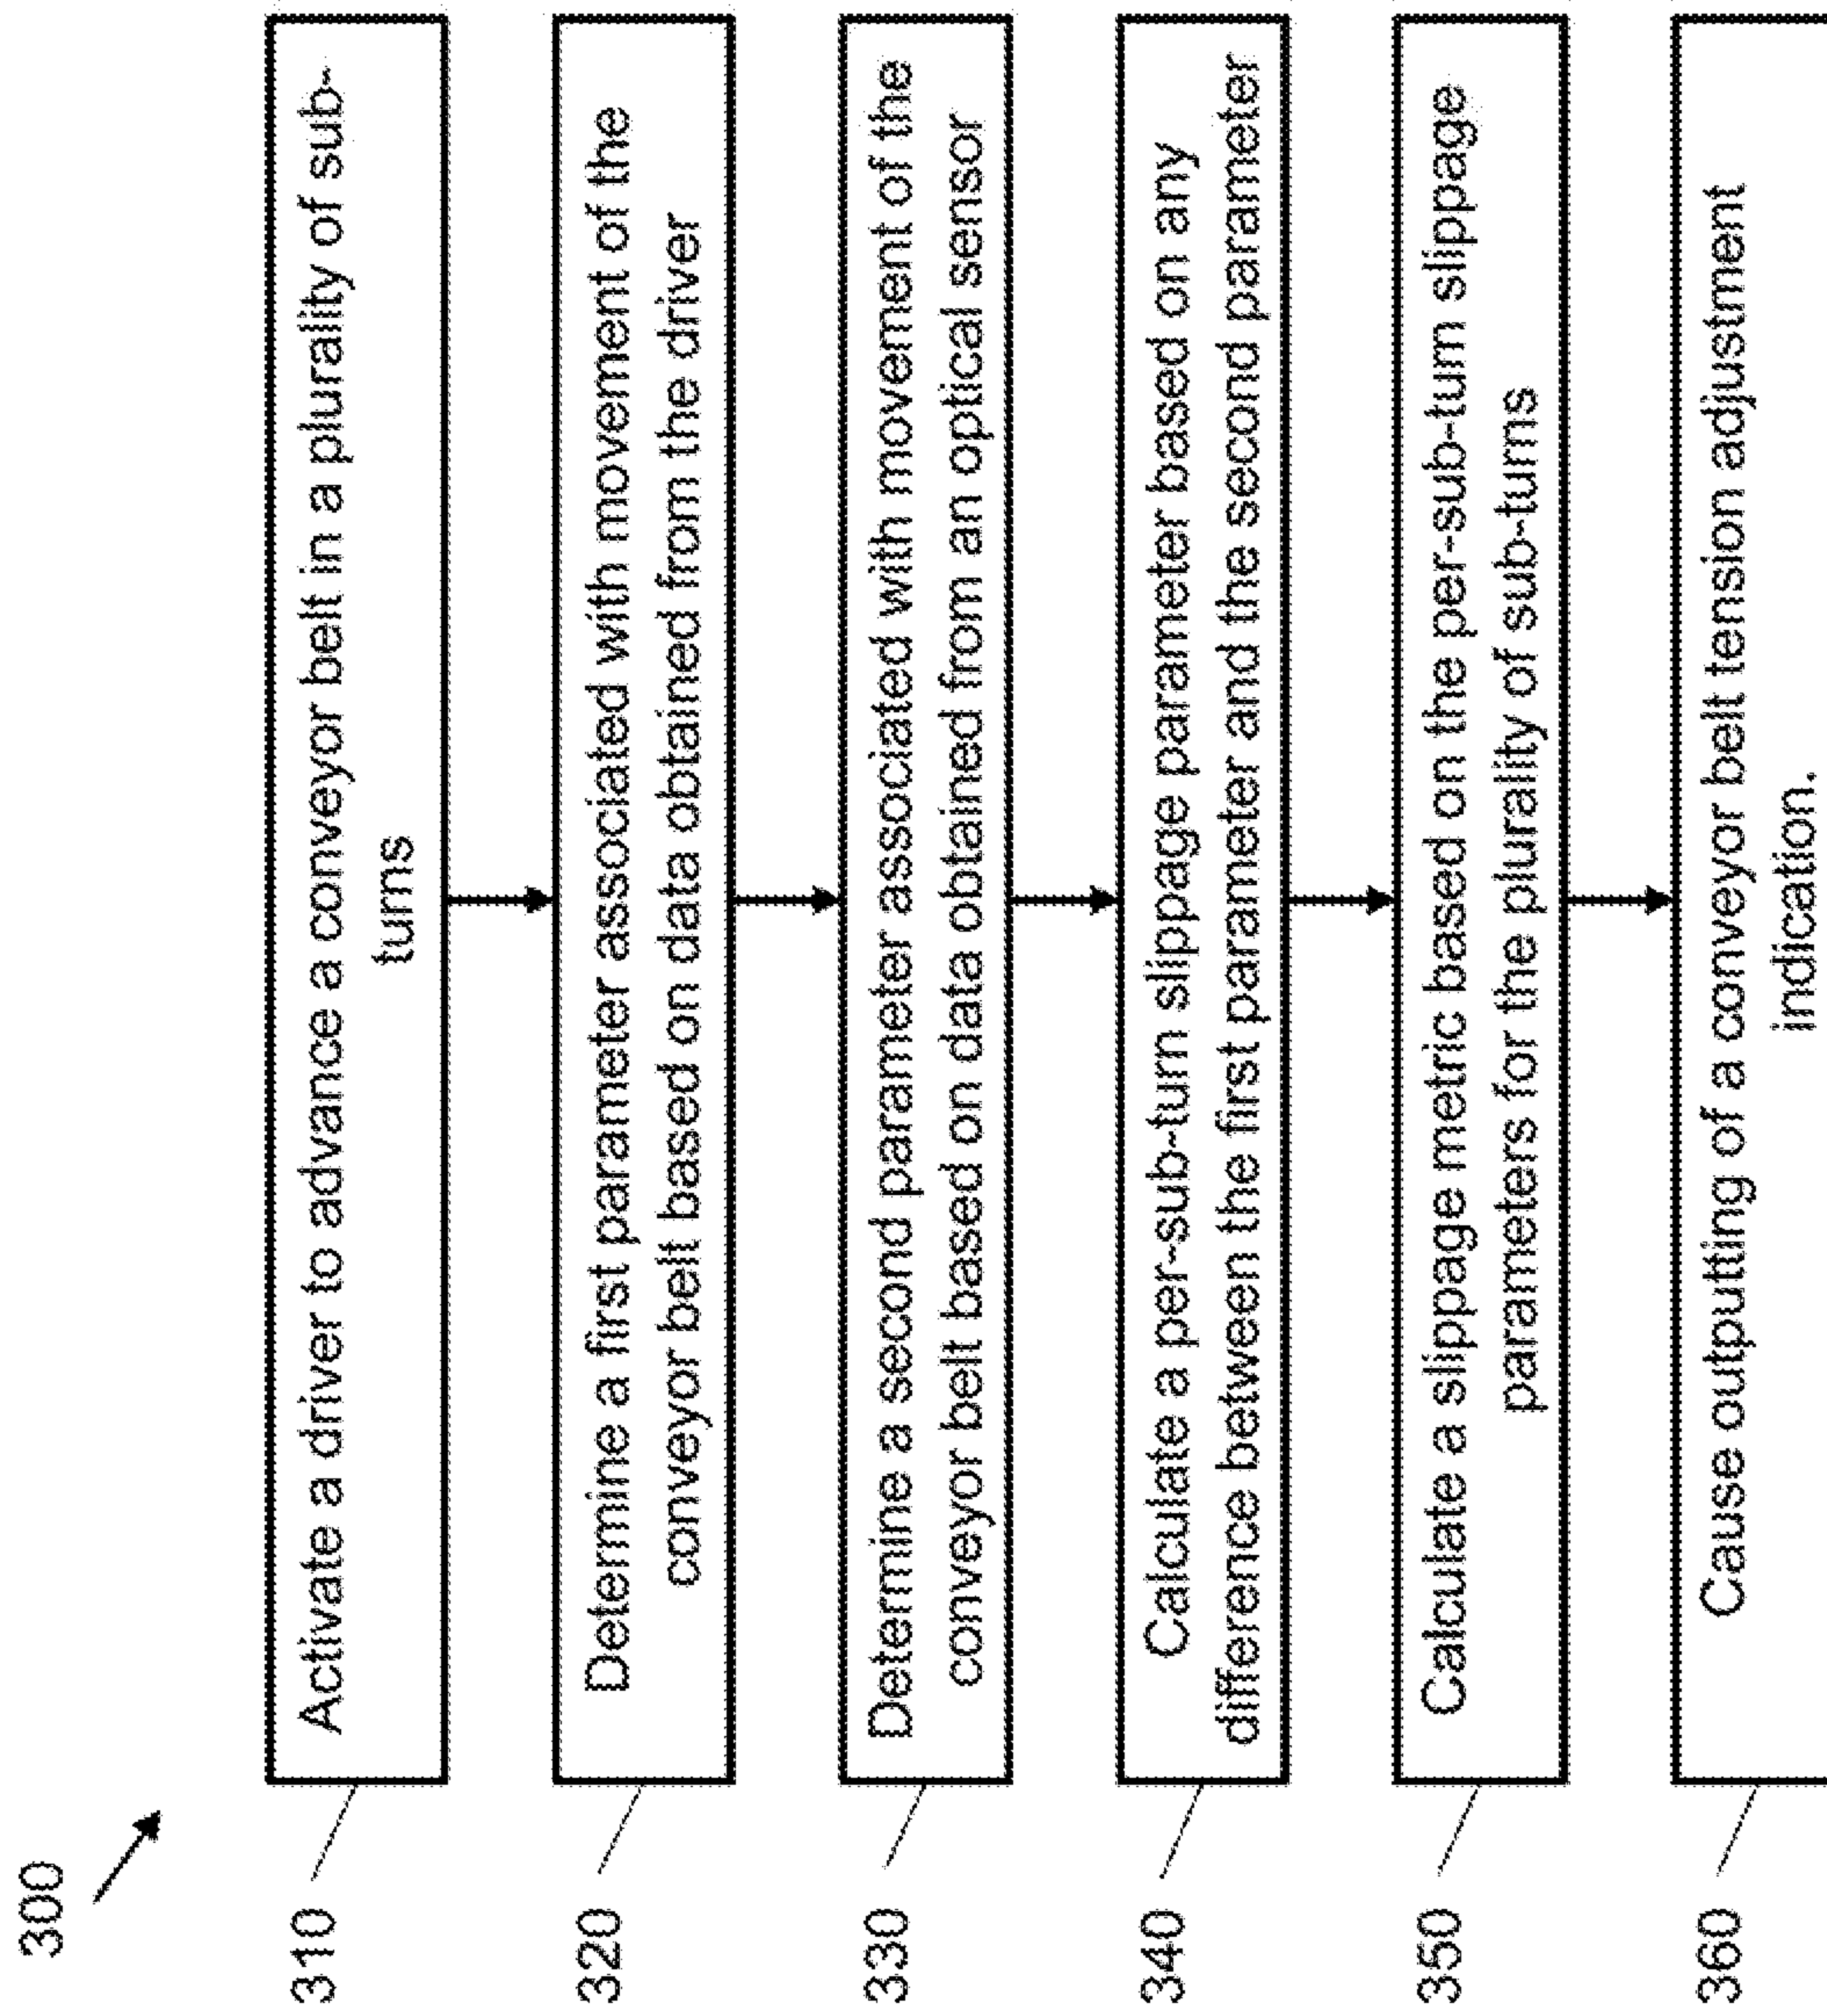 300
310
Activate a driver to advance a conveyor belt in a plurality of sub-
turns
320
Determine a first parameter associated with movement of the
conveyor belt based on data obtained from the driver
330
Determine a second parameter associated with movement of the
conveyor belt based on data obtained from an optical sensor
340
Calculate a per-sub-turn slippage parameter based on any
difference between the first parameter and the second parameter
350
Calculate a slippage metric based on the per-sub-turn slippage
parameters for the plurality of sub-turns
360
Cause outputting of a conveyor belt tension adjustment
indication.